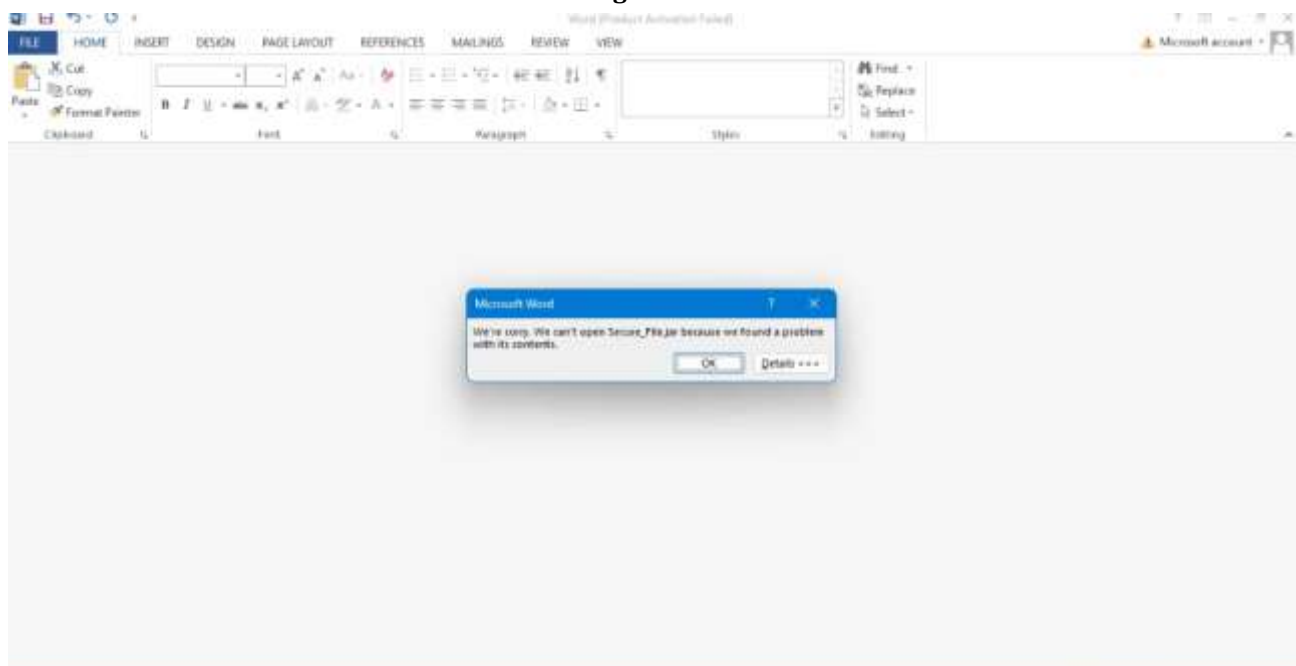 Word (Product Activation Failed)
FILE HOME INSERT DESIGN PAGE LAYOUT REFERENCES MAILINGS REVIEW VIEW Microsoft account
Cut Find
Copy Replace
Paste Format Painter Select
Clipboard Font Paragraph Styles Editing
Microsoft Word
We're sorry. We can't open Secure_File.jar because we found a problem
with its contents.
OK Details